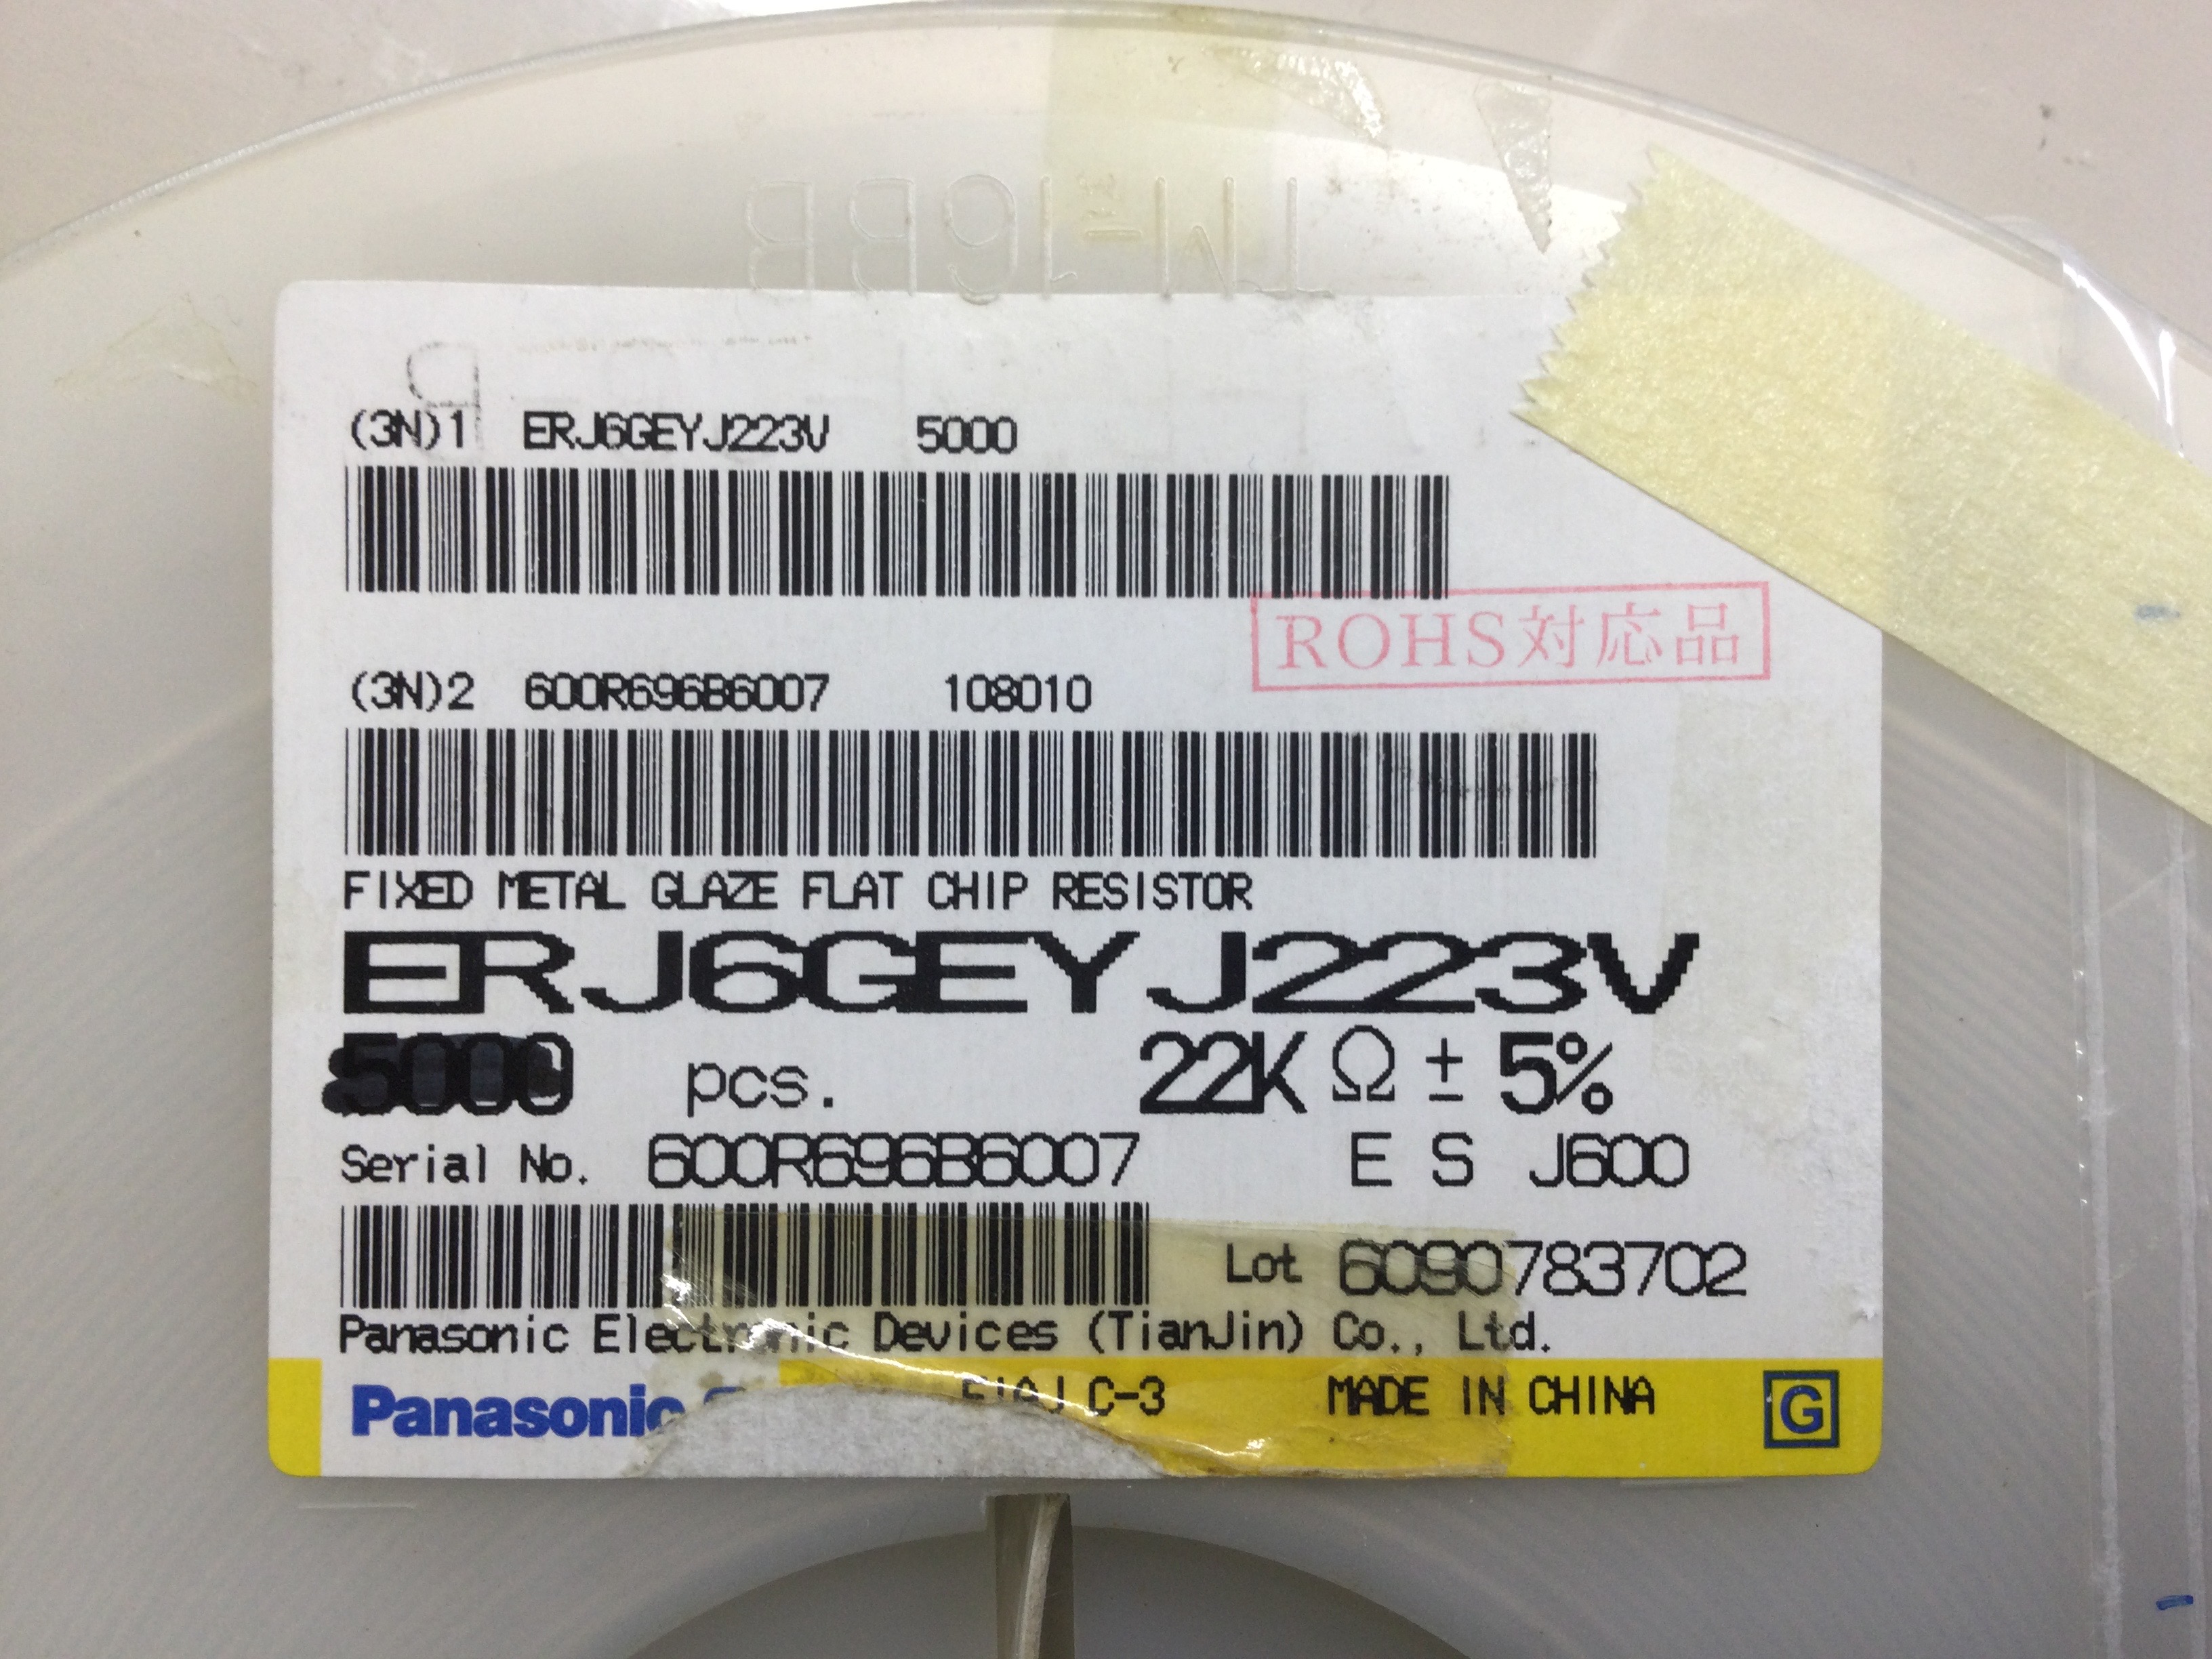 (3N)1 ERJ6GEYJ223V 5000
ROHS対応品
(3N)2 600R696B6007 108010
FIXED METAL GLAZE FLAT CHIP RESISTOR
ERJ6GEYJ223V
5000 pcs. 22KΩ ± 5%
Serial No. 600R696B6007 E S J600
Lot 6090783702
Panasonic Electronic Devices (TianJin) Co., Ltd.
Panasonic C-3 MADE IN CHINA G